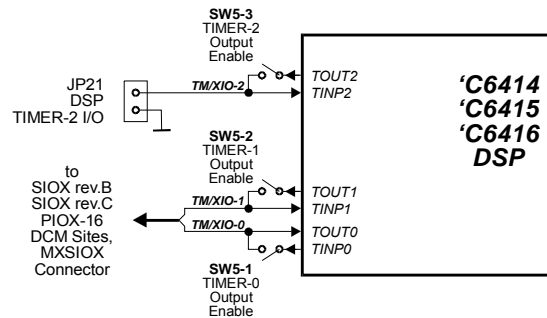 SW5-3
TIMER-2
Output
Enable
JP21
DSP
TIMER-2 I/O
TM/XIO-2
TOUT2
TINP2
'C6414
'C6415
'C6416
DSP
SW5-2
TIMER-1
Output
Enable
to
SIOX rev.B
SIOX rev.C
PIOX-16
DCM Sites,
MXSIOX
Connector
TM/XIO-1
TM/XIO-0
TOUT1
TINP1
TOUT0
TINP0
SW5-1
TIMER-0
Output
Enable